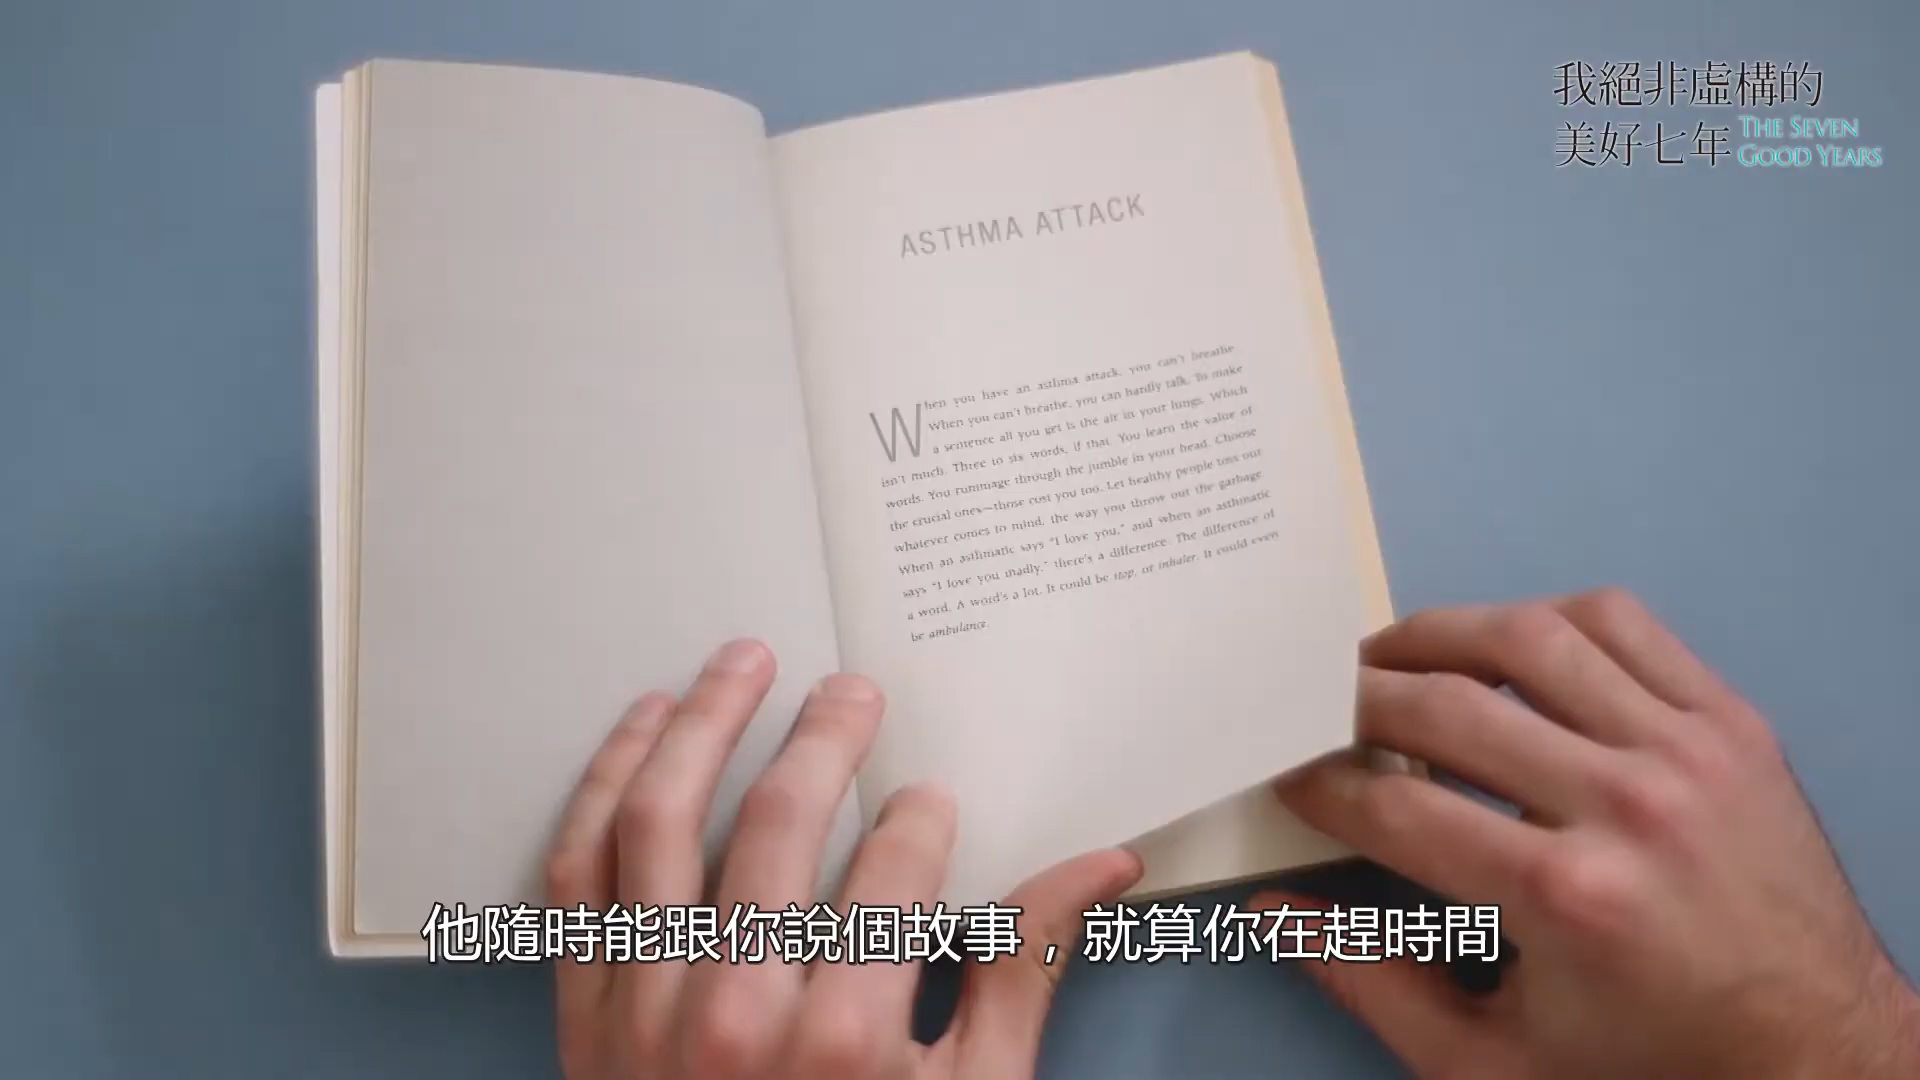 我絕非虛構的
美好七年 THE SEVEN
GOOD YEARS
ASTHMA ATTACK
When you have an asthma attack, you can't breathe.
When you can't breathe, you can hardly talk. To make
a sentence all you get is the air in your lungs. Which
isn't much. Three to six words, if that. You learn the value of
words. You rummage through the jumble in your head. Choose
the crucial ones—those cost you too. Let healthy people toss out
whatever comes to mind, the way you throw out the garbage.
When an asthmatic says "I love you," and when an asthmatic
says "I love you madly," there's a difference. The difference of
a word. A word's a lot. It could be stop, or inhaler. It could even
be ambulance.
他隨時能跟你說個故事，就算你在趕時間